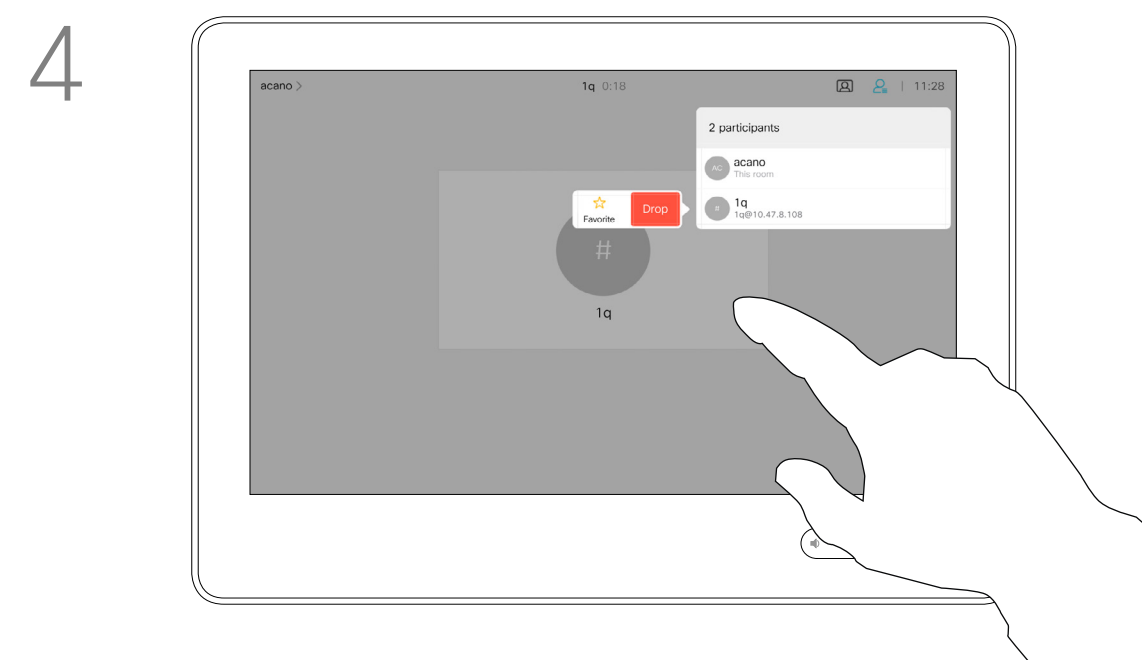 4
acano >
1q 0:18
| 11:28
2 participants
AC
acano
This room
Favorite
Drop
#
1q
1q@10.47.8.108
#
1q